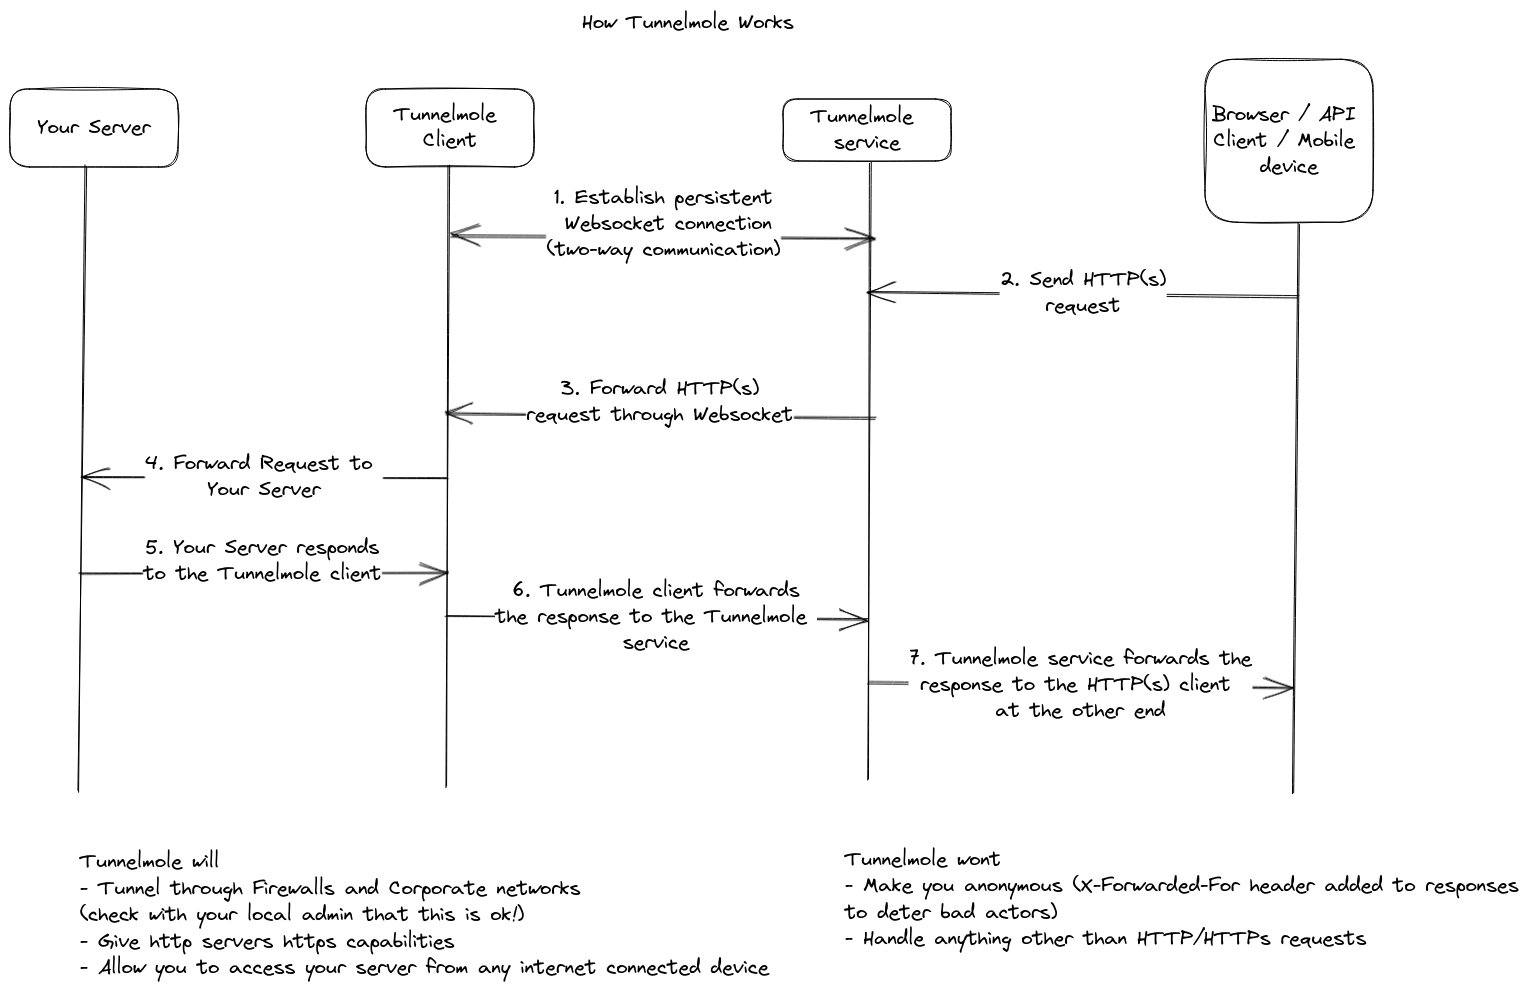 How Tunnelmole Works
Your Server
Tunnelmole
Client
Tunnelmole
service
Browser / API
Client / Mobile
device
1. Establish persistent
Websocket connection
(two-way communication)
2. Send HTTP(s)
request
3. Forward HTTP(s)
request through Websocket
4. Forward Request to
Your Server
5. Your Server responds
to the Tunnelmole client
6. Tunnelmole client forwards
the response to the Tunnelmole
service
7. Tunnelmole service forwards the
response to the HTTP(s) client
at the other end
Tunnelmole will
- Tunnel through Firewalls and Corporate networks
(check with your local admin that this is ok!)
- Give http servers https capabilities
- Allow you to access your server from any internet connected device
Tunnelmole wont
- Make you anonymous (X-Forwarded-For header added to responses
to deter bad actors)
- Handle anything other than HTTP/HTTPs requests